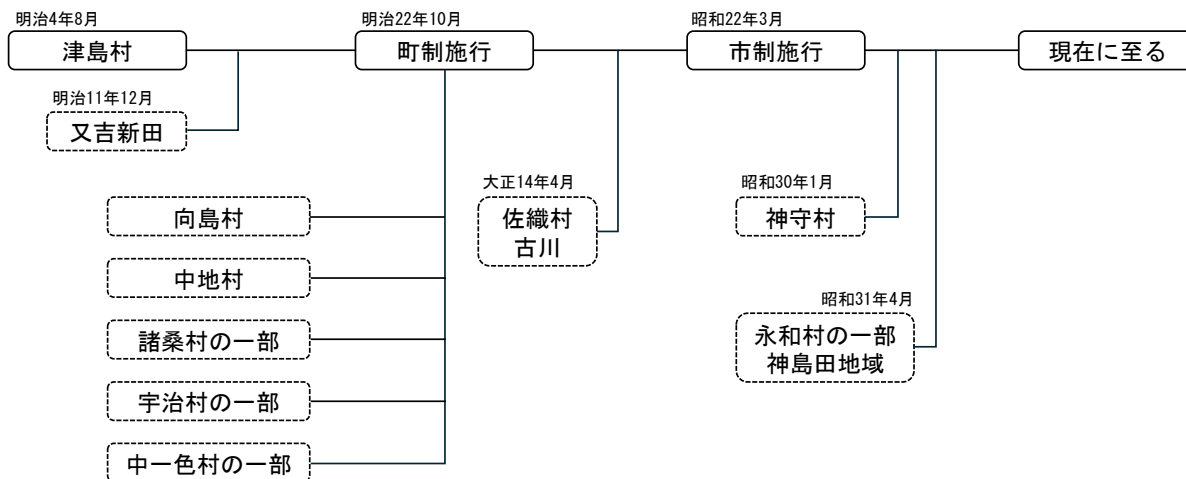 明治4年8月
津島村
明治22年10月
町制施行
昭和22年3月
市制施行
現在に至る
明治11年12月
又吉新田
向島村
中地村
諸桑村の一部
宇治村の一部
中一色村の一部
大正14年4月
佐織村
古川
昭和30年1月
神守村
昭和31年4月
永和村の一部
神島田地域